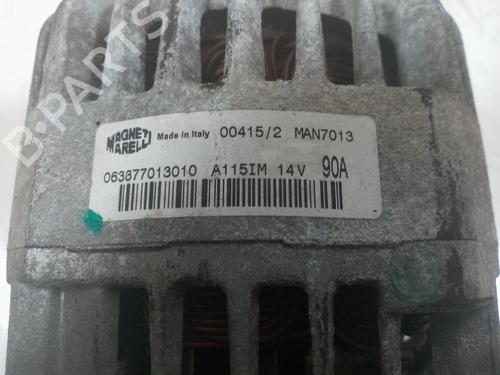 B-PARTS
MAGNETI MARELLI Made in Italy 00415/2 MAN7013
063377013010 A115IM 14V 90A